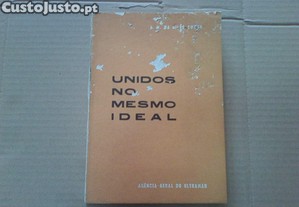 CustoJusto.pt
UNIDOS
NO
MESMO
IDEAL
AGÊNCIA GERAL DO ULTRAMAR